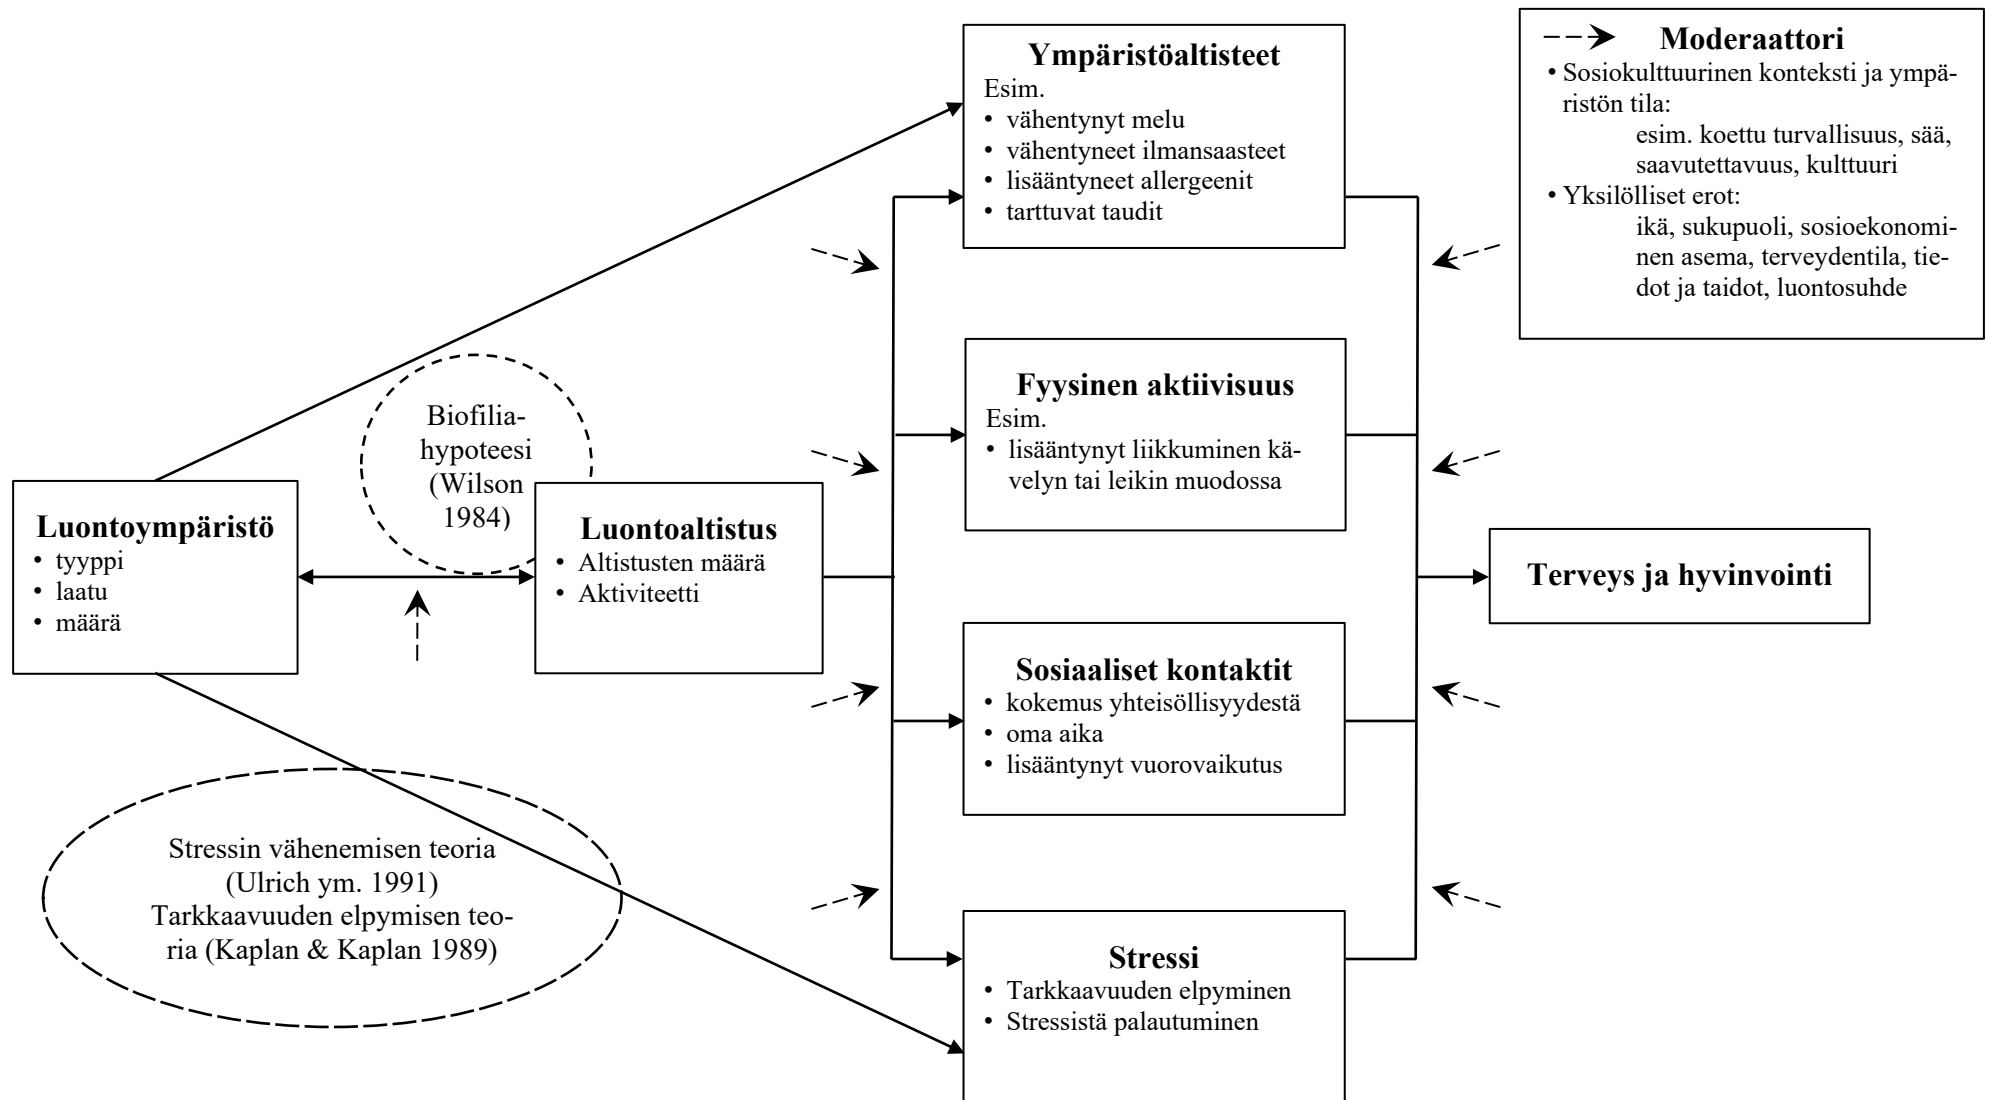 Ympäristöaltisteet
Esim.
• vähentynyt melu
• vähentyneet ilmansaasteet
• lisääntyneet allergeenit
• tarttuvat taudit
Moderaattori
• Sosiokulttuurinen konteksti ja ympä-
ristön tila:
esim. koettu turvallisuus, sää,
saavutettavuus, kulttuuri
• Yksilölliset erot:
ikä, sukupuoli, sosioekonomi-
nen asema, terveydentila, tie-
dot ja taidot, luontosuhde
Biofilia-
hypoteesi
(Wilson
1984)
Fyysinen aktiivisuus
Esim.
• lisääntynyt liikkuminen kä-
velyn tai leikin muodossa
Luontoympäristö
• tyyppi
• laatu
• määrä
Luontoaltistus
• Altistusten määrä
• Aktiviteetti
Terveys ja hyvinvointi
Sosiaaliset kontaktit
• kokemus yhteisöllisyydestä
• oma aika
• lisääntynyt vuorovaikutus
Stressin vähenemisen teoria
(Ulrich ym. 1991)
Tarkkaavuuden elpymisen teo-
ria (Kaplan & Kaplan 1989)
Stressi
• Tarkkaavuuden elpyminen
• Stressistä palautuminen